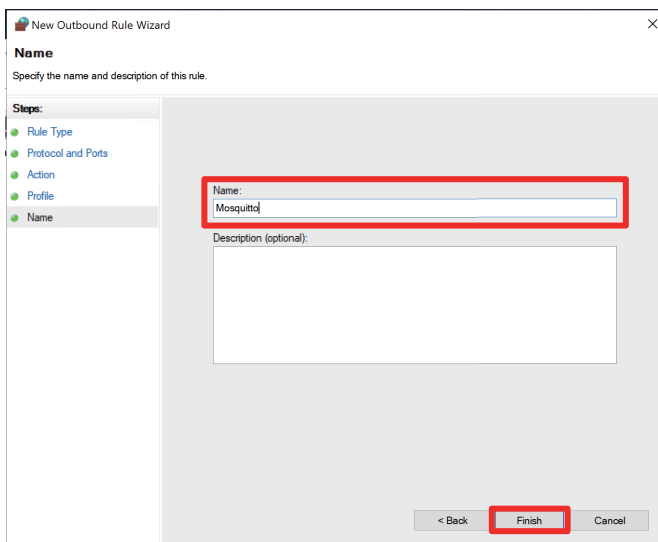 New Outbound Rule Wizard
Name
Specify the name and description of this rule.
Steps:
Rule Type
Protocol and Ports
Action
Profile
Name
Name:
Mosquitto
Description (optional):
< Back
Finish
Cancel